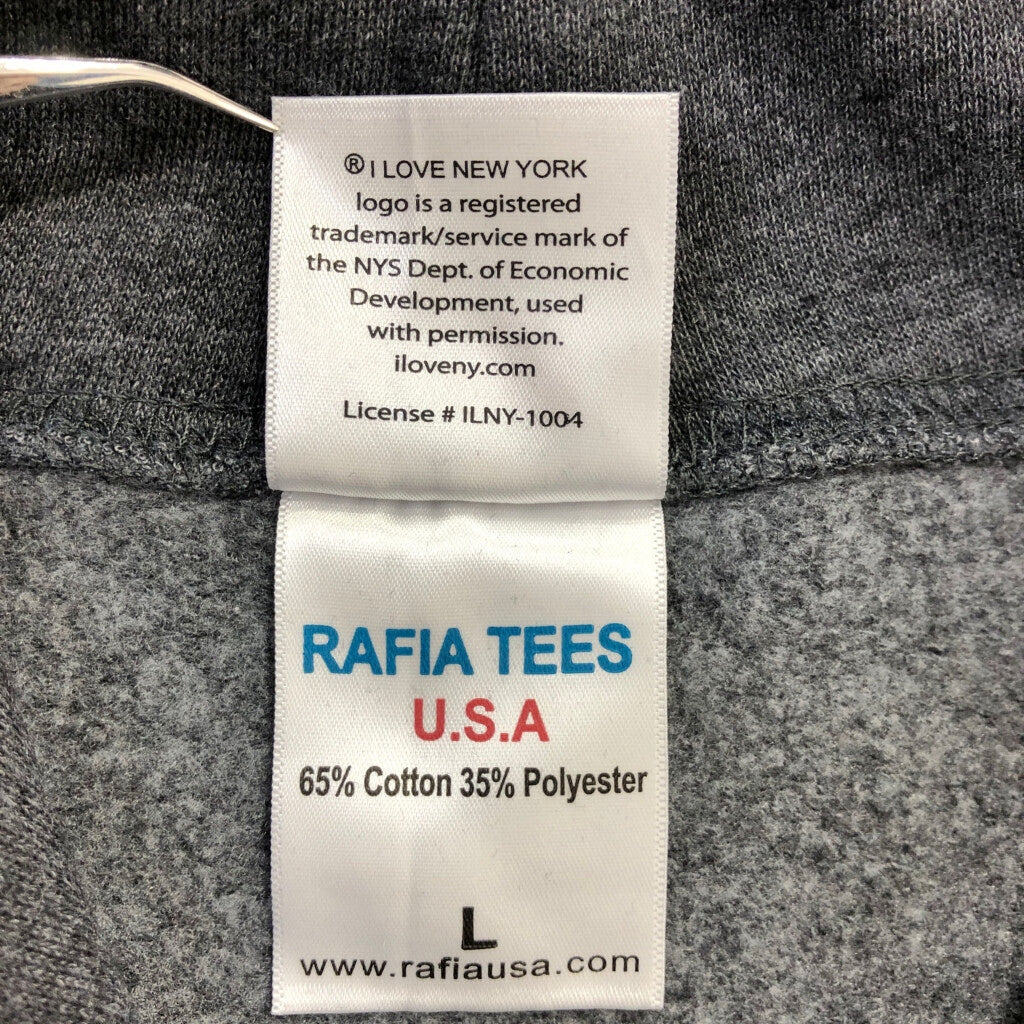 ® I LOVE NEW YORK
logo is a registered
trademark/service mark of
the NYS Dept. of Economic
Development, used
with permission.
iloveny.com
License # ILNY-1004
RAFIA TEES
U.S.A
65% Cotton 35% Polyester
L
www.rafiausa.com